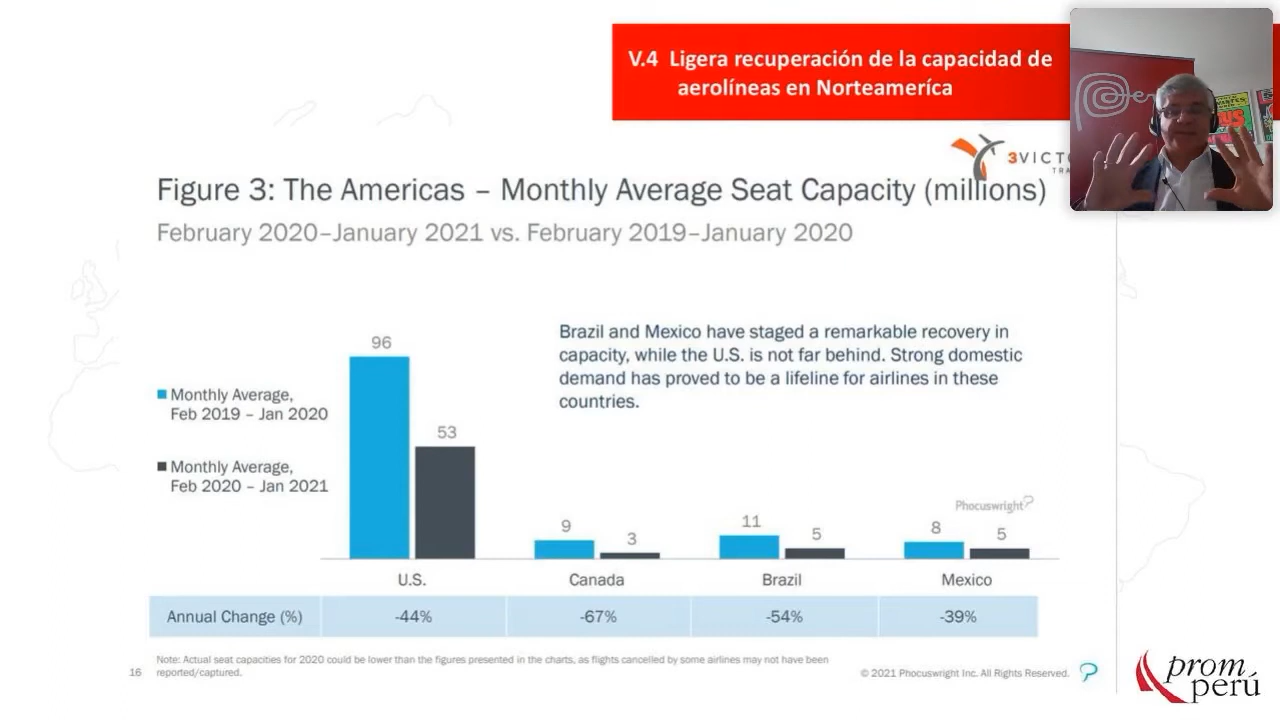 V.4 Ligera recuperación de la capacidad de
aerolíneas en Norteameríca
3VICT
TRA
Figure 3: The Americas – Monthly Average Seat Capacity (millions)
February 2020–January 2021 vs. February 2019–January 2020
Brazil and Mexico have staged a remarkable recovery in
capacity, while the U.S. is not far behind. Strong domestic
demand has proved to be a lifeline for airlines in these
countries.
Monthly Average,
Feb 2019 – Jan 2020
Monthly Average,
Feb 2020 – Jan 2021
96
53
9
3
11
5
8
5
Phocuswright
U.S. Canada Brazil Mexico
Annual Change (%) -44% -67% -54% -39%
Note: Actual seat capacities for 2020 could be lower than the figures presented in the charts, as flights cancelled by some airlines may not have been
reported/captured.
16
© 2021 Phocuswright Inc. All Rights Reserved.
prom
perú